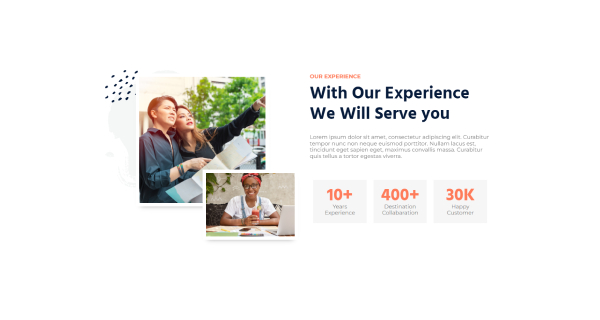 OUR EXPERIENCE
With Our Experience
We Will Serve you
Lorem ipsum dolor sit amet, consectetur adipiscing elit. Curabitur
tempor nunc non neque euismod porttitor. Nullam lacus est,
tincidunt eget sapien eget, maximus convallis massa. Curabitur
quis tellus a tortor egestas viverra.
10+
Years
Experience
400+
Destination
Collabaration
30K
Happy
Customer